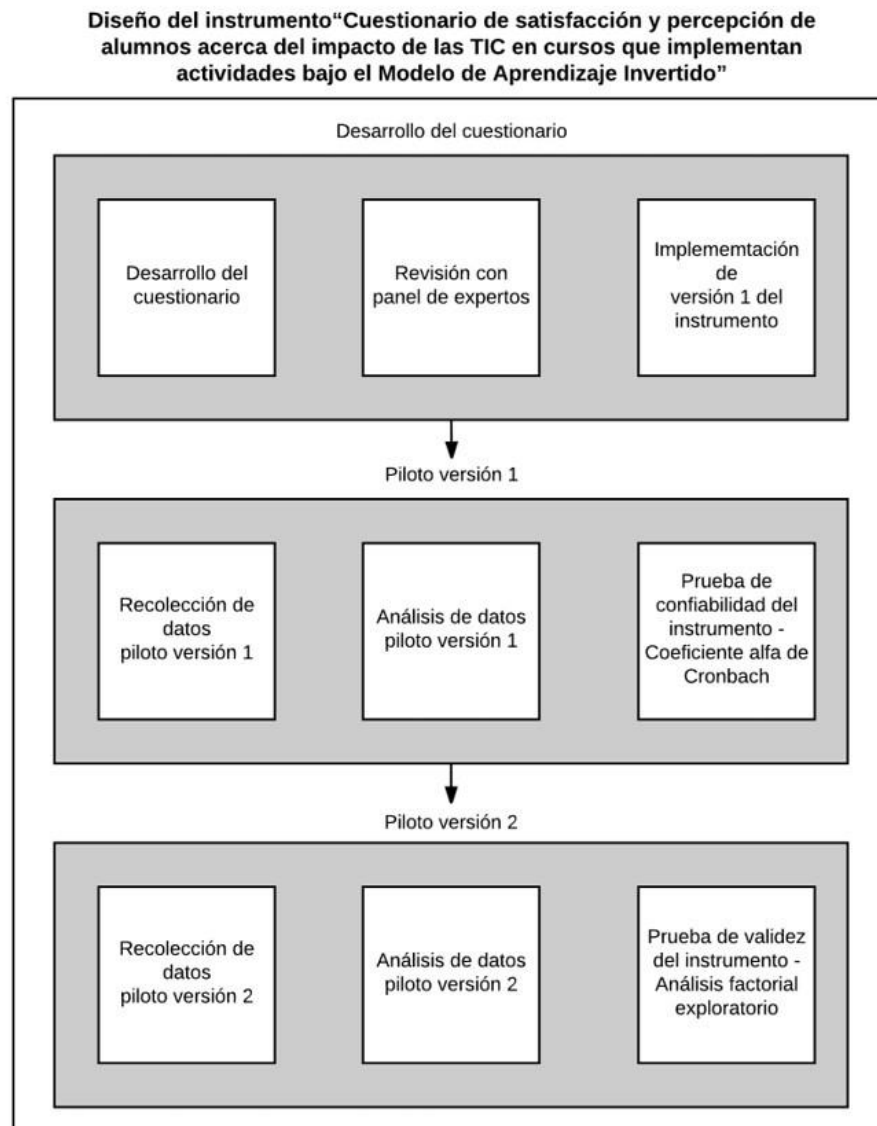 Diseño del instrumento“Cuestionario de satisfacción y percepción de
alumnos acerca del impacto de las TIC en cursos que implementan
actividades bajo el Modelo de Aprendizaje Invertido”
Desarrollo del cuestionario
Desarrollo del
cuestionario
Revisión con
panel de expertos
Implememtación
de
versión 1 del
instrumento
Piloto versión 1
Recolección de
datos
piloto versión 1
Análisis de datos
piloto versión 1
Prueba de
confiabilidad del
instrumento -
Coeficiente alfa de
Cronbach
Piloto versión 2
Recolección de
datos
piloto versión 2
Análisis de datos
piloto versión 2
Prueba de validez
del instrumento -
Análisis factorial
exploratorio